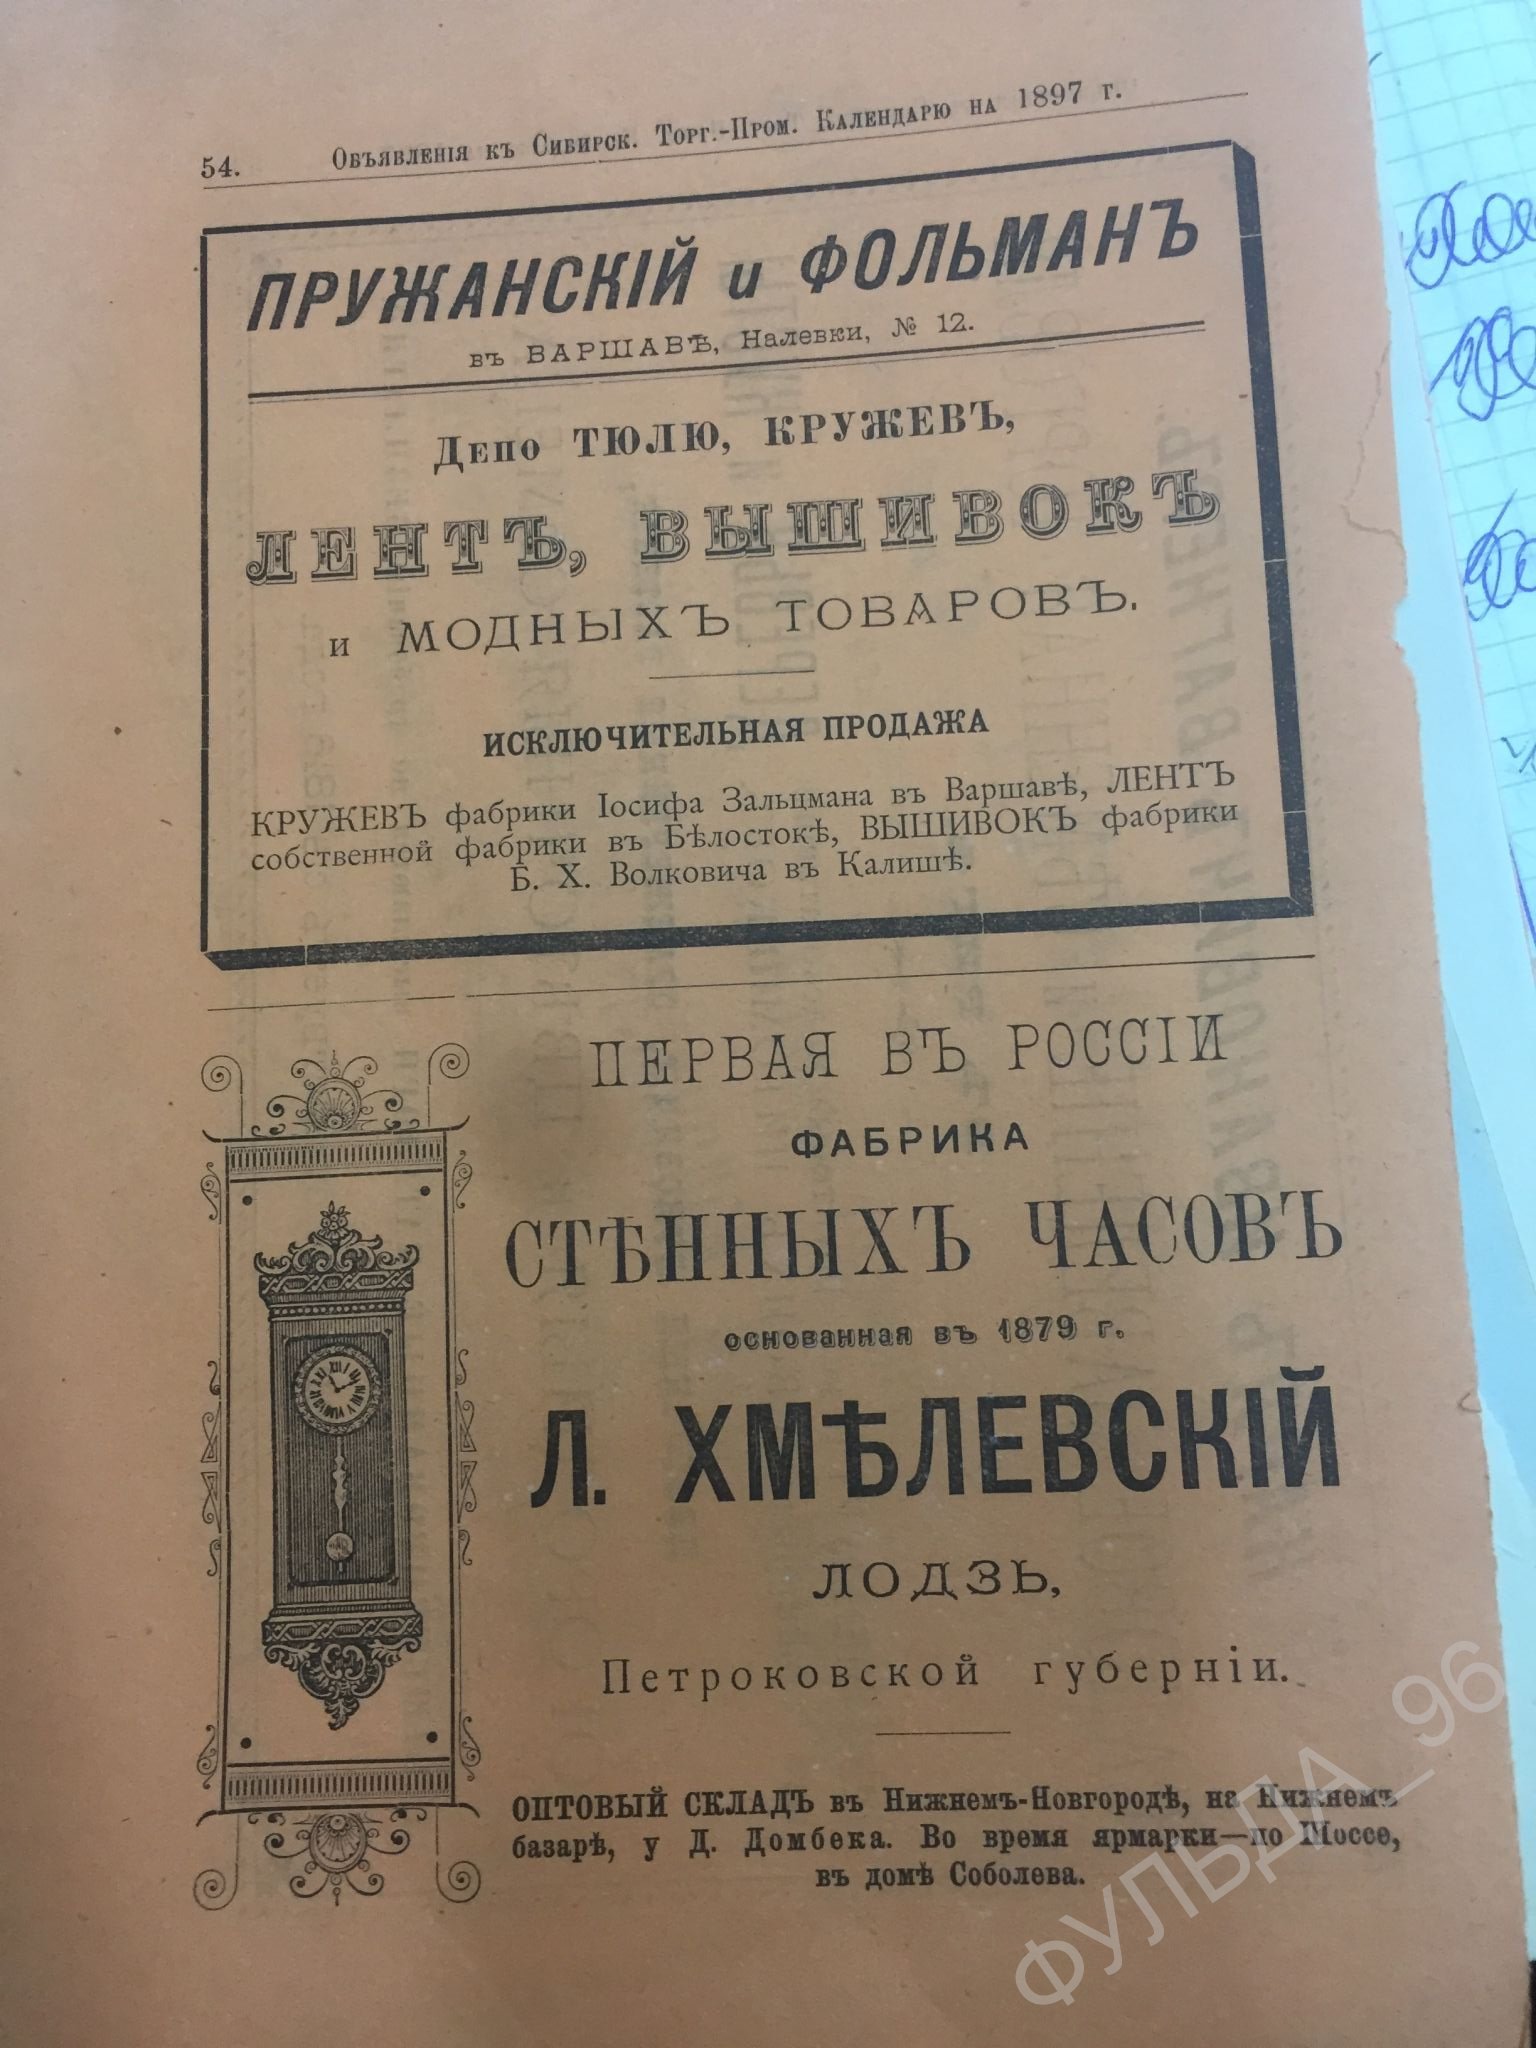 54. Объявленія къ Сибирск. Торг.-Пром. Календарю на 1897 г.
ПРУЖАНСКІЙ и ФОЛЬМАНЪ
въ ВАРШАВѢ, Налевки, № 12.
Депо ТЮЛЮ, КРУЖЕВЪ,
ЛЕНТЪ, ВЫШИВОКЪ
и МОДНЫХЪ ТОВАРОВЪ.
ИСКЛЮЧИТЕЛЬНАЯ ПРОДАЖА
КРУЖЕВЪ фабрики Іосифа Зальцмана въ Варшавѣ, ЛЕНТЪ
собственной фабрики въ Бѣлостокѣ, ВЫШИВОКЪ фабрики
Б. Х. Волковича въ Калишѣ.
ПЕРВАЯ ВЪ РОССІИ
ФАБРИКА
СТѢННЫХЪ ЧАСОВЪ
основанная въ 1879 г.
Л. ХМѢЛЕВСКІЙ
ЛОДЗЬ,
Петроковской губерніи.
ОПТОВЫЙ СКЛАДЪ въ Нижнемъ-Новгородѣ, на Нижнемъ
базарѣ, у Д. Домбека. Во время ярмарки—по Шоссе,
въ домѣ Соболева.
ФУЛЬДА_96